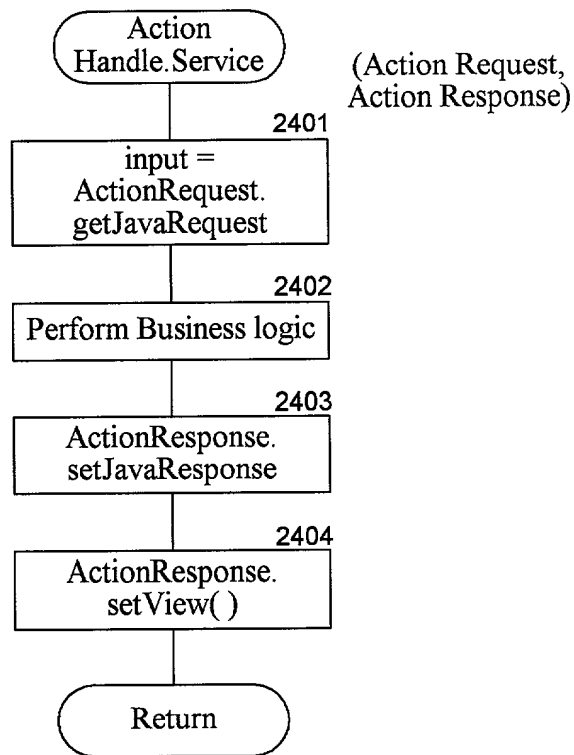 Action
Handle.Service
(Action Request,
Action Response)
2401
input =
ActionRequest.
getJavaRequest
2402
Perform Business logic
2403
ActionResponse.
setJavaResponse
2404
ActionResponse.
setView( )
Return